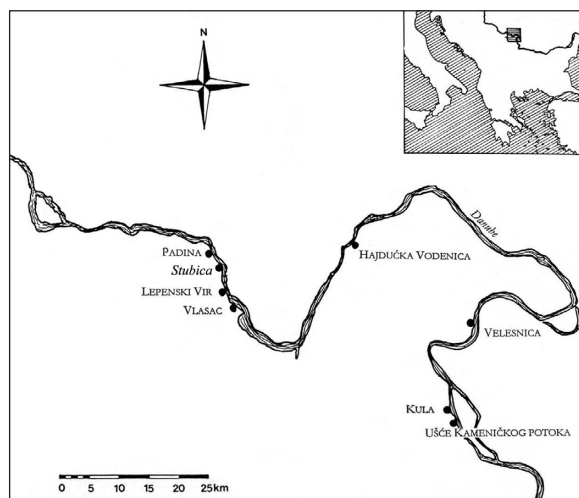 N
Danube
PADINA
HAJDUČKA VODENICA
Stubica
LEPENSKI VIR
VLASAC
VELESNICA
KULA
UŠĆE KAMENIČKOG POTOKA
0 5 10 15 20 25km